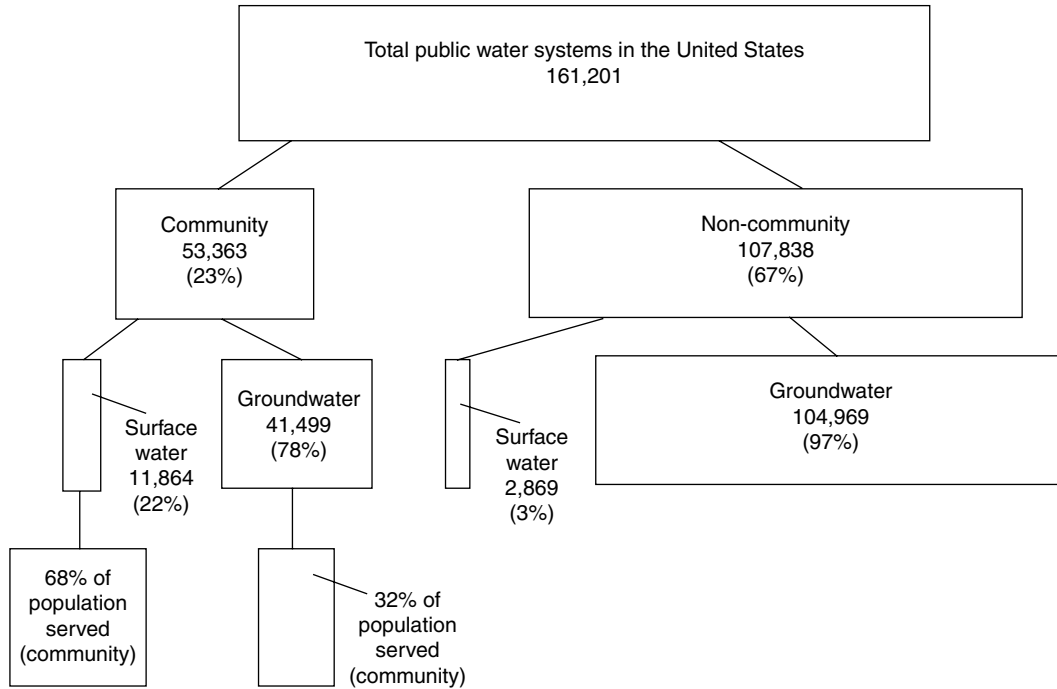 Total public water systems in the United States
161,201
Community
53,363
(23%)
Non-community
107,838
(67%)
Surface
water
11,864
(22%)
Groundwater
41,499
(78%)
Surface
water
2,869
(3%)
Groundwater
104,969
(97%)
68% of
population
served
(community)
32% of
population
served
(community)